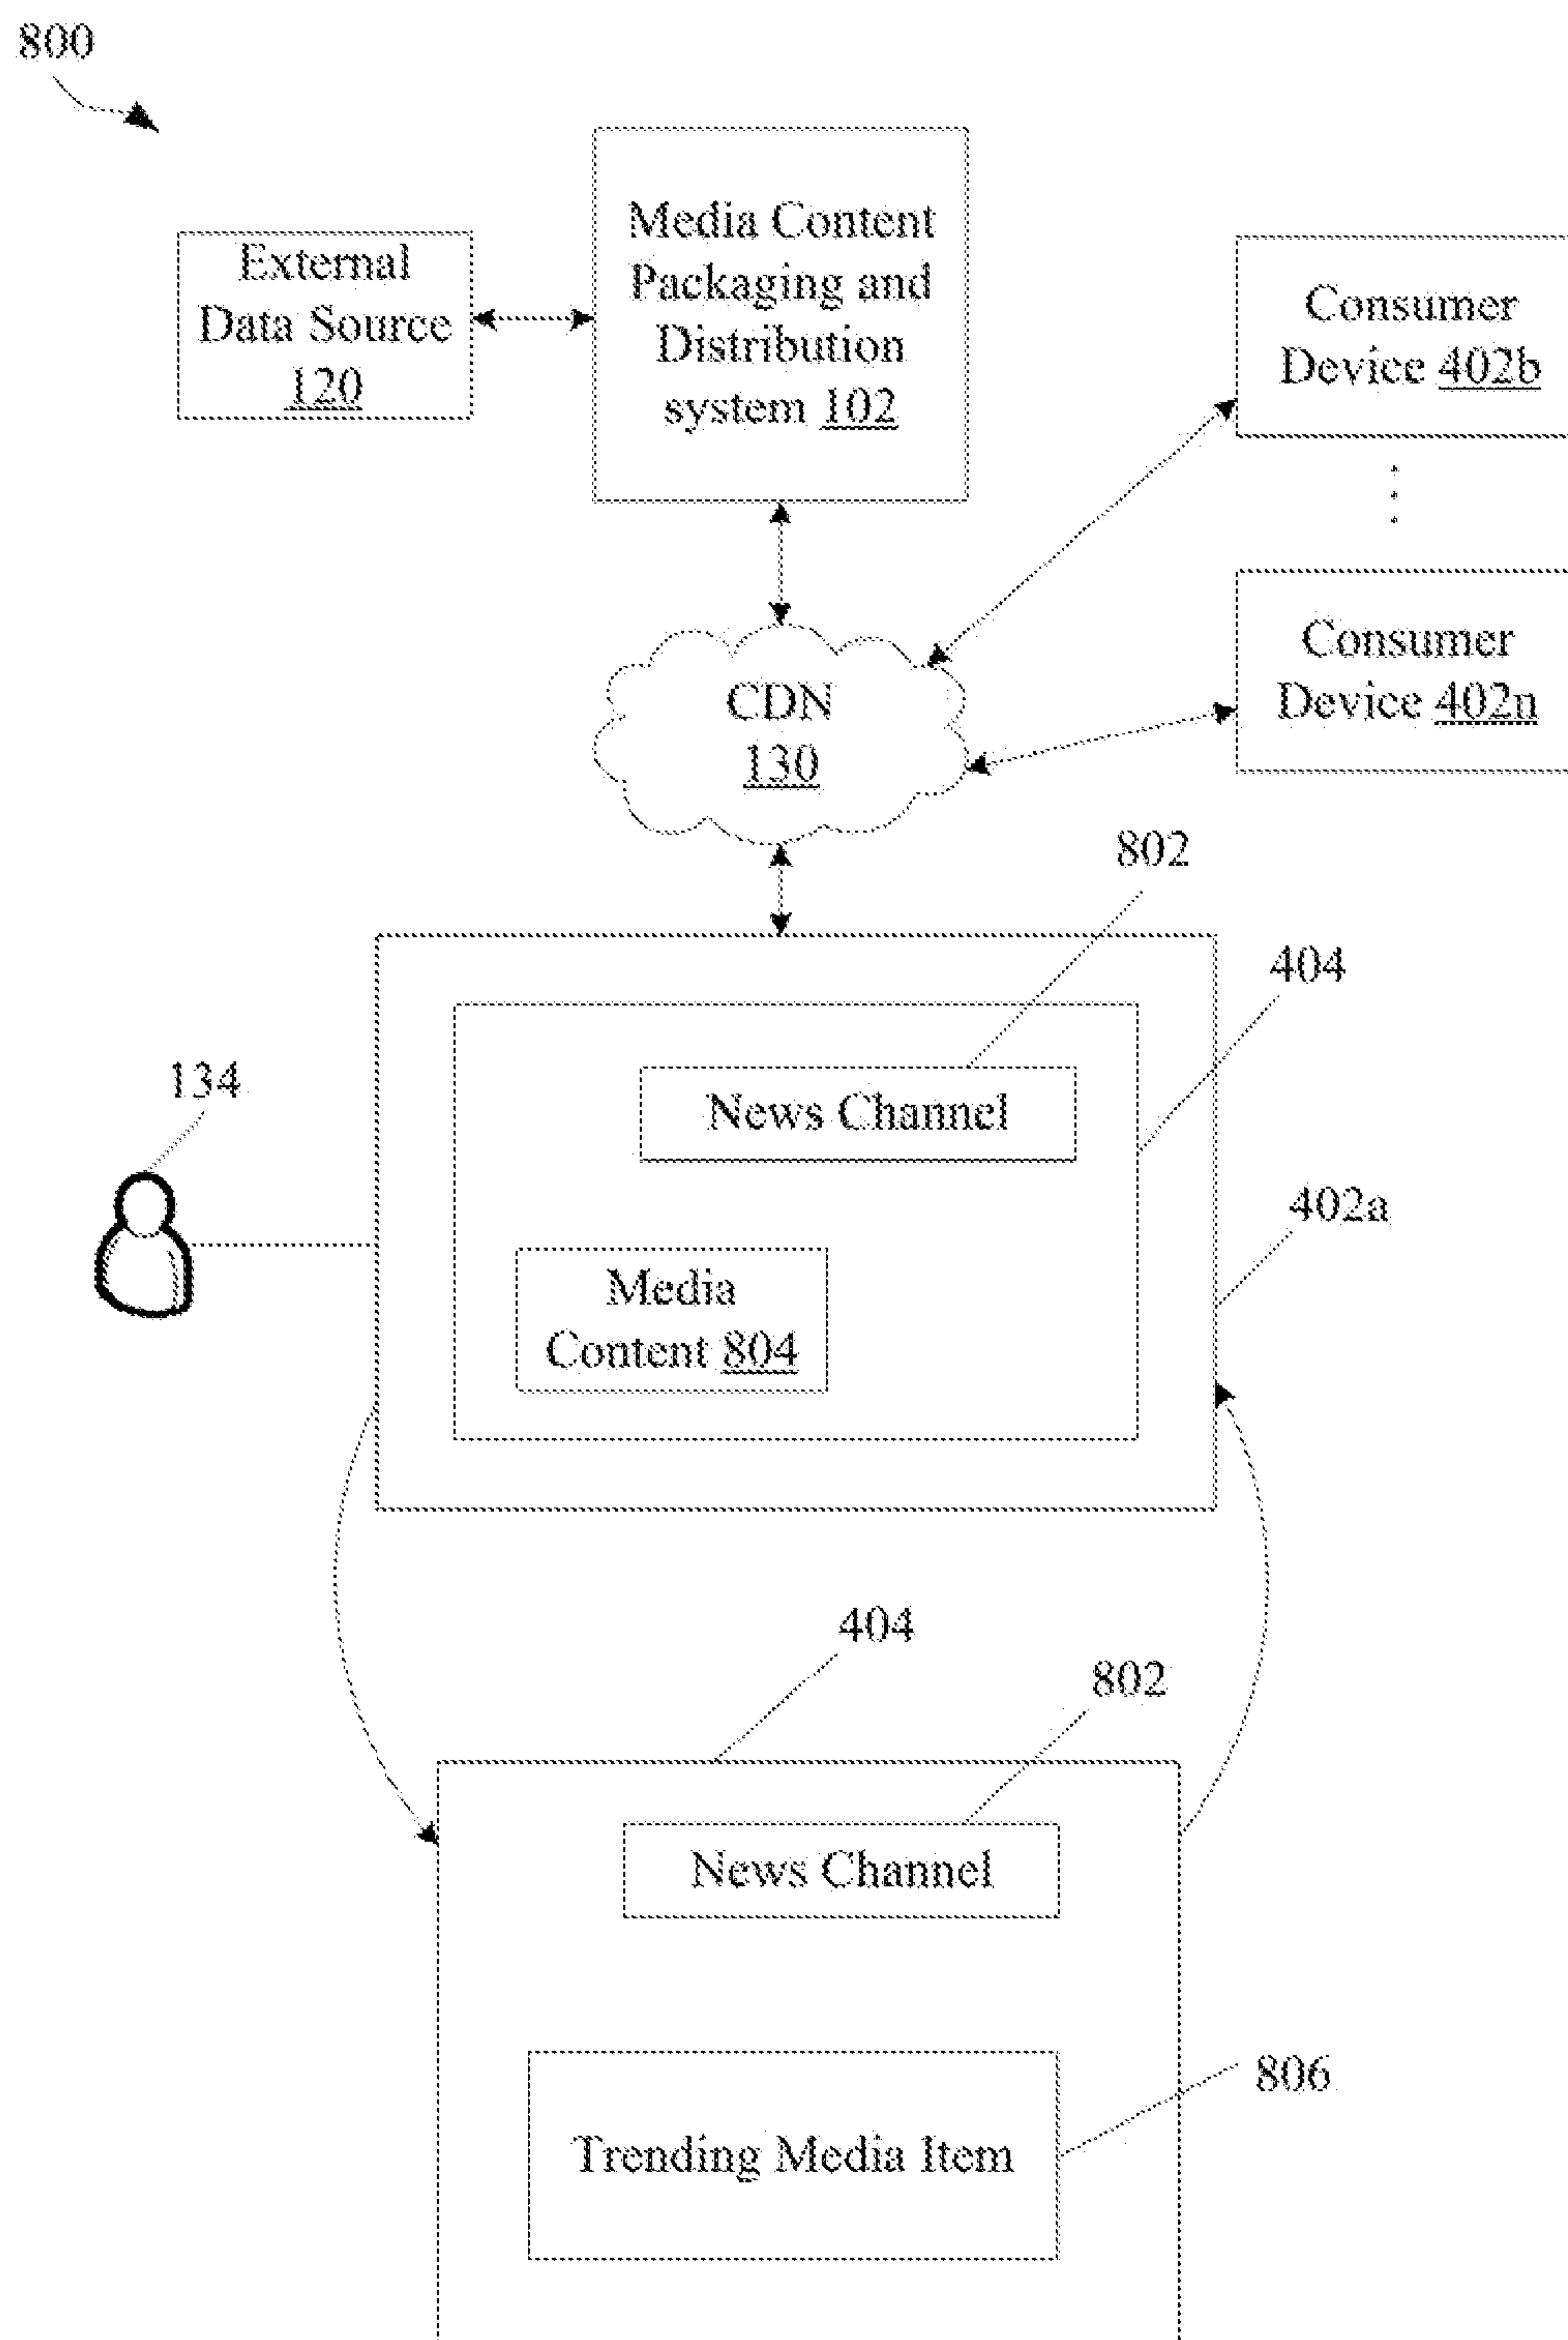 800
External
Data Source
120
Media Content
Packaging and
Distribution
system 102
Consumer
Device 402b
Consumer
Device 402n
CDN
130
802
404
News Channel
134
402a
Media
Content 804
404
802
News Channel
806
Trending Media Item